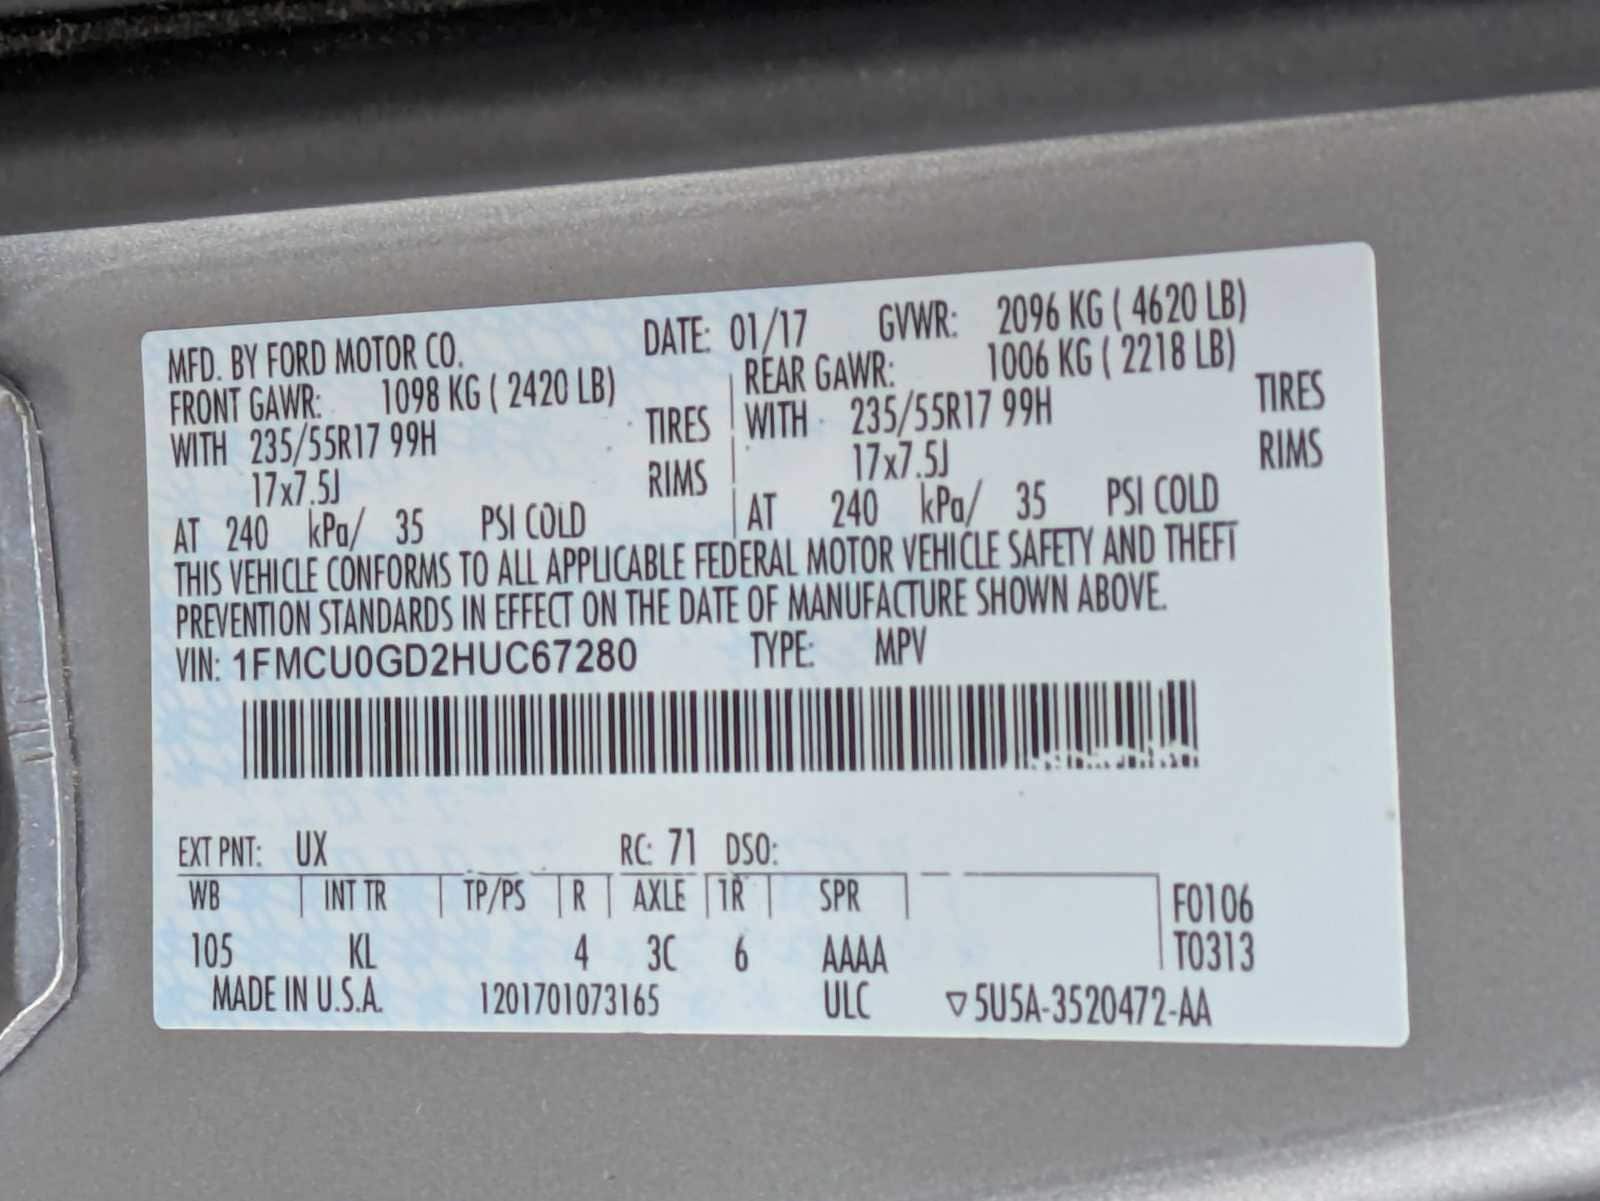 MFD. BY FORD MOTOR CO. DATE: 01/17 GVWR: 2096 KG ( 4620 LB)
FRONT GAWR: 1098 KG ( 2420 LB) REAR GAWR: 1006 KG ( 2218 LB)
WITH 235/55R17 99H TIRES WITH 235/55R17 99H TIRES
17x7.5J RIMS 17x7.5J RIMS
AT 240 kPa/ 35 PSI COLD AT 240 kPa/ 35 PSI COLD
THIS VEHICLE CONFORMS TO ALL APPLICABLE FEDERAL MOTOR VEHICLE SAFETY AND THEFT
PREVENTION STANDARDS IN EFFECT ON THE DATE OF MANUFACTURE SHOWN ABOVE.
VIN: 1FMCU0GD2HUC67280 TYPE: MPV
EXT PNT: UX RC: 71 DSO:
WB INT TR TP/PS R AXLE TR SPR F0106
105 KL 4 3C 6 AAAA T0313
MADE IN U.S.A. 1201701073165 ULC ▽5U5A-3520472-AA